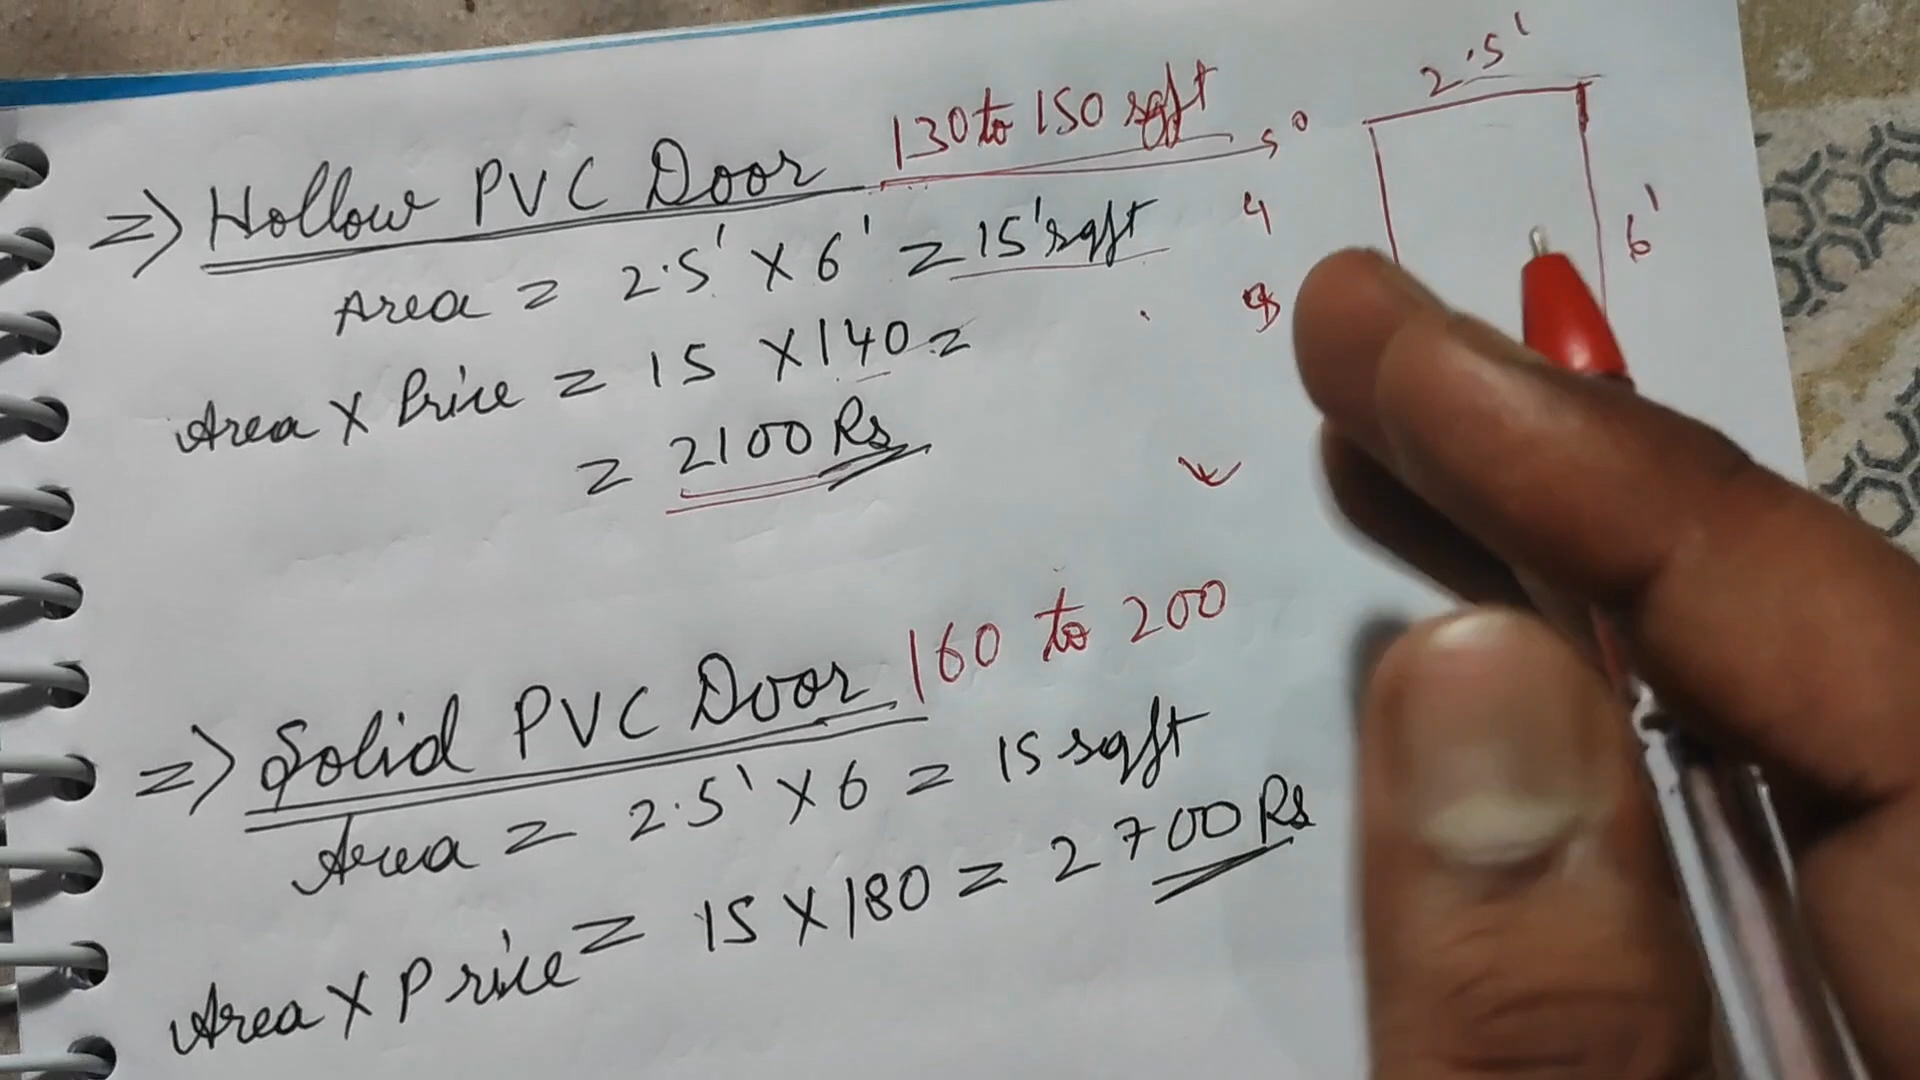 2.5'
=> Hollow PVC Door 130 to 150 sqft
6'
Area = 2.5' X 6' = 15' sqft
Area X Price = 15 X 140 =
= 2100 Rs
=> Solid PVC Door 160 to 200
Area = 2.5' X 6 = 15 sqft
Area X Price = 15 X 180 = 2700 Rs